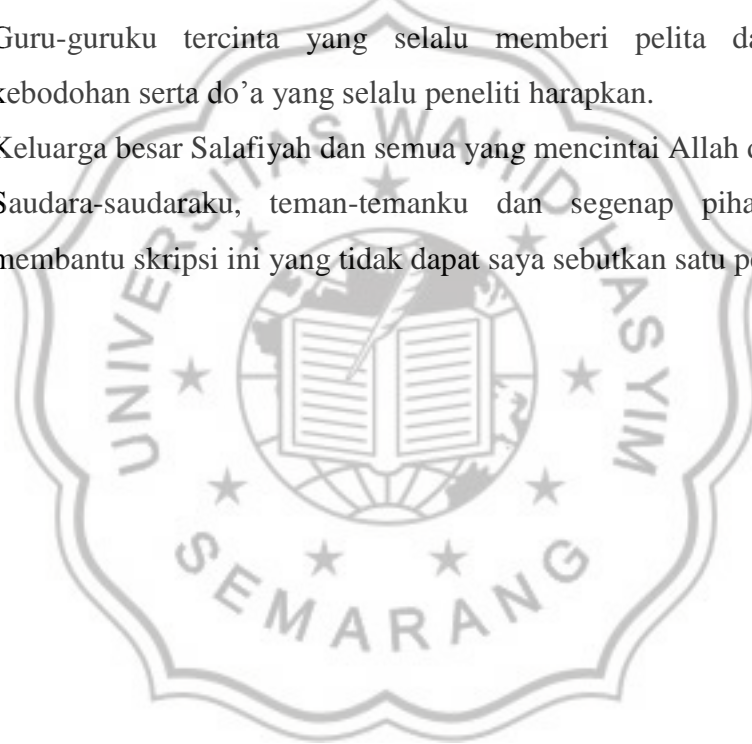 Guru-guruku tercinta yang selalu memberi pelita da
kebodohan serta do’a yang selalu peneliti harapkan.
Keluarga besar Salafiyah dan semua yang mencintai Allah d
Saudara-saudaraku, teman-temanku dan segenap piha
membantu skripsi ini yang tidak dapat saya sebutkan satu pe
UNIVERSITAS WAHID HASYIM
SEMARANG